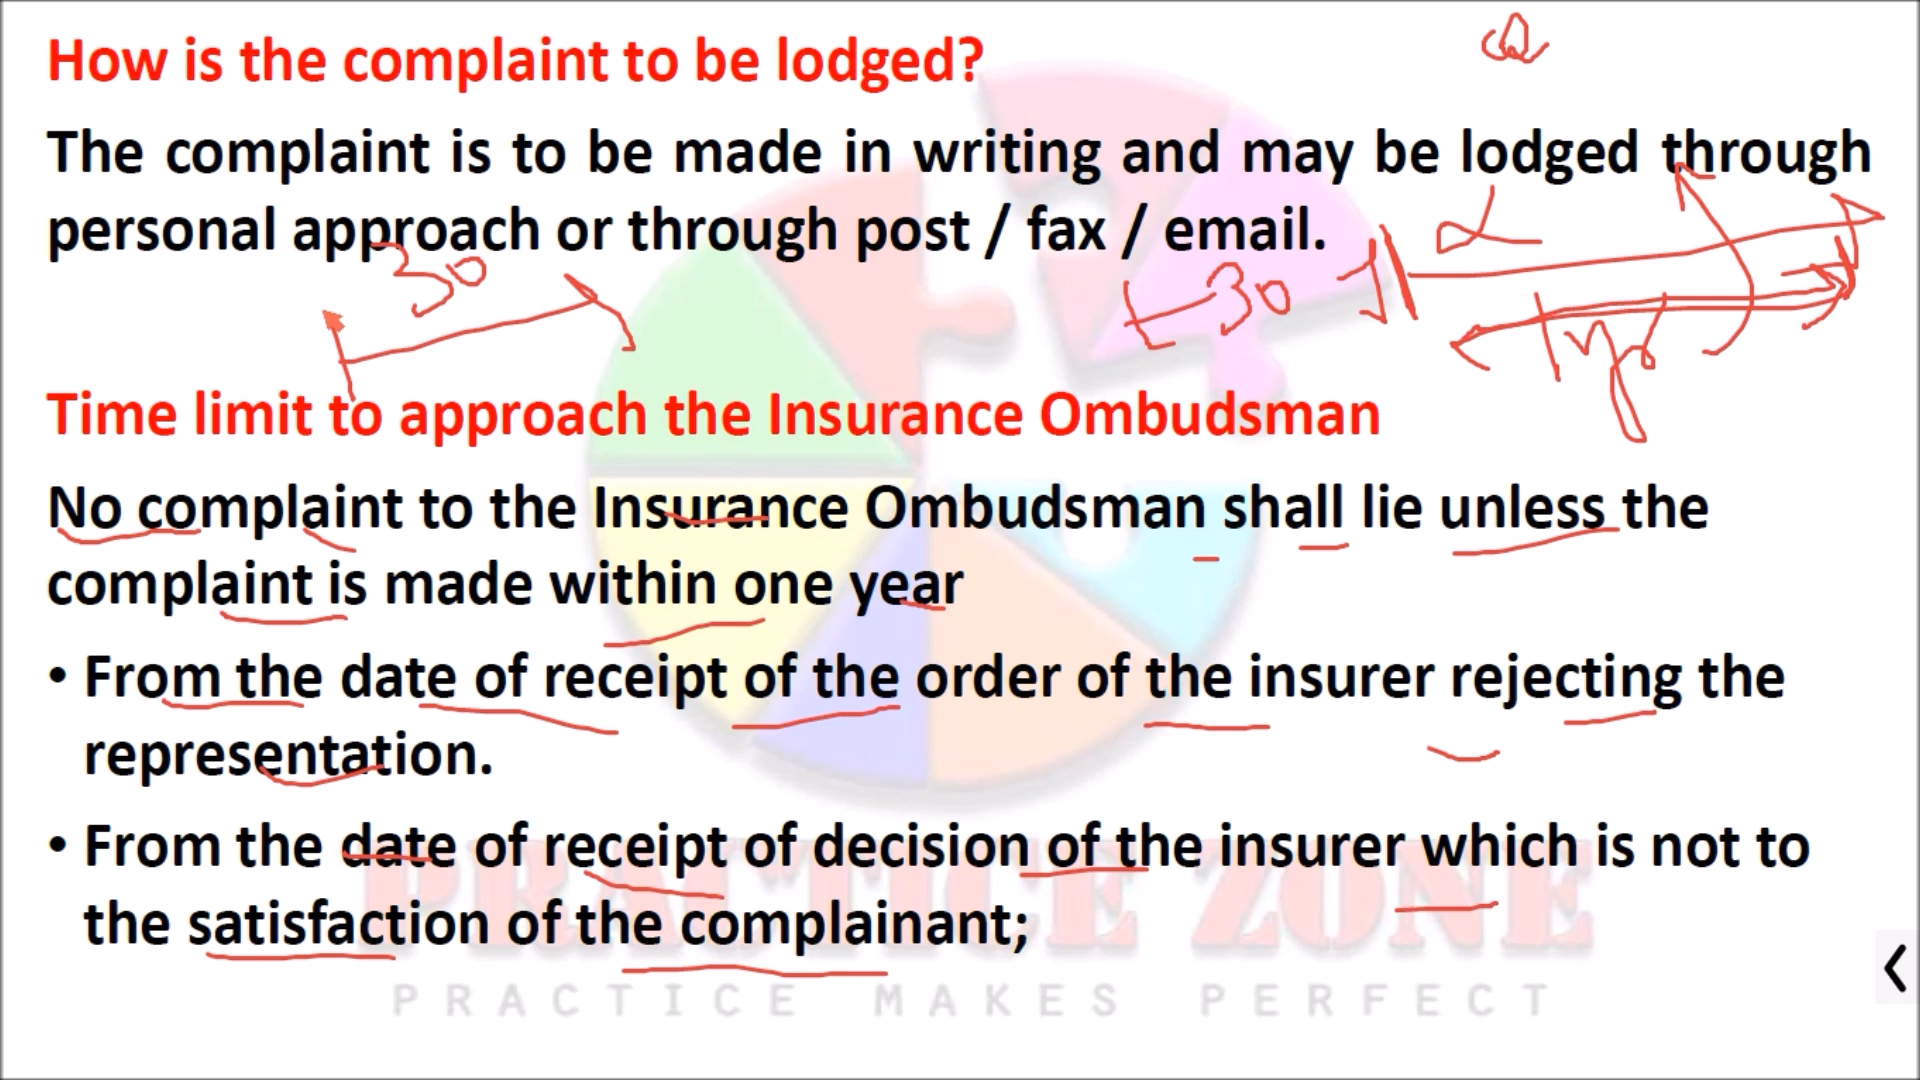 How is the complaint to be lodged?
The complaint is to be made in writing and may be lodged through
personal approach or through post / fax / email.
30
30
1yr
Time limit to approach the Insurance Ombudsman
No complaint to the Insurance Ombudsman shall lie unless the
complaint is made within one year
• From the date of receipt of the order of the insurer rejecting the
representation.
• From the date of receipt of decision of the insurer which is not to
the satisfaction of the complainant;
PRACTICE ZONE
PRACTICE MAKES PERFECT